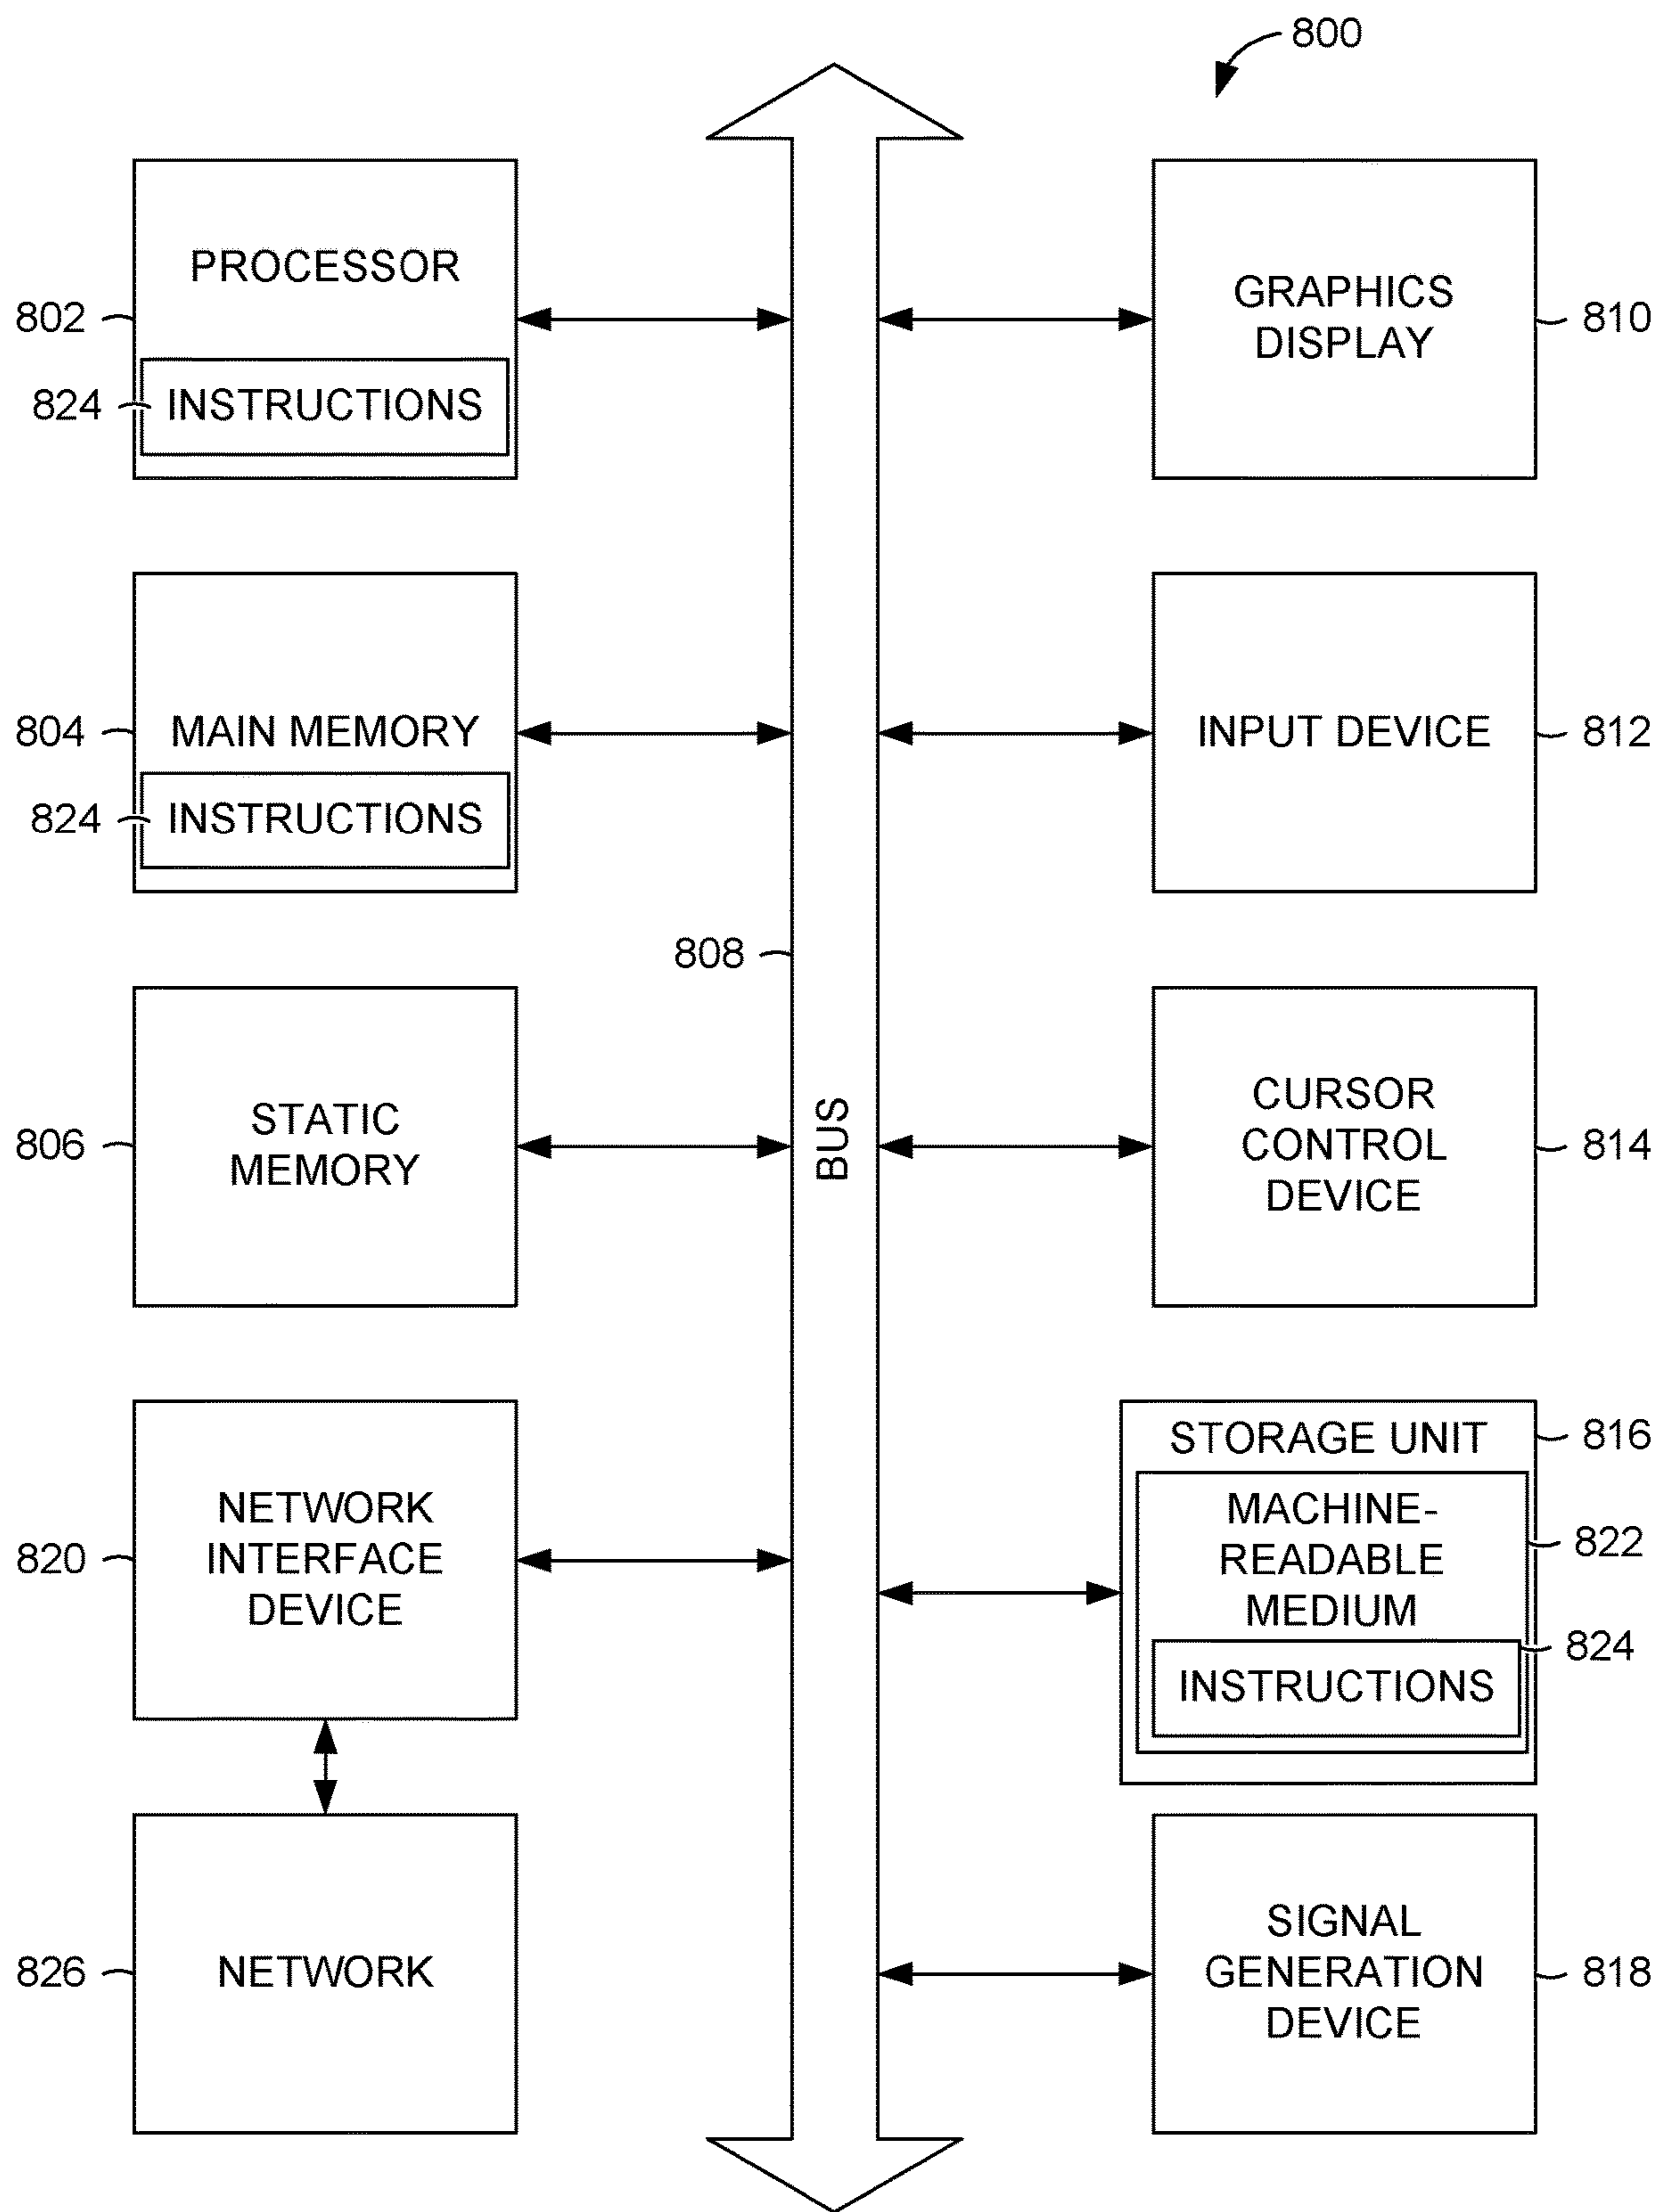 800
PROCESSOR
802
824
INSTRUCTIONS
GRAPHICS
DISPLAY
810
804
MAIN MEMORY
824
INSTRUCTIONS
INPUT DEVICE
812
808
BUS
806
STATIC
MEMORY
CURSOR
CONTROL
DEVICE
814
820
NETWORK
INTERFACE
DEVICE
STORAGE UNIT
816
MACHINE-
READABLE
MEDIUM
822
824
INSTRUCTIONS
826
NETWORK
SIGNAL
GENERATION
DEVICE
818